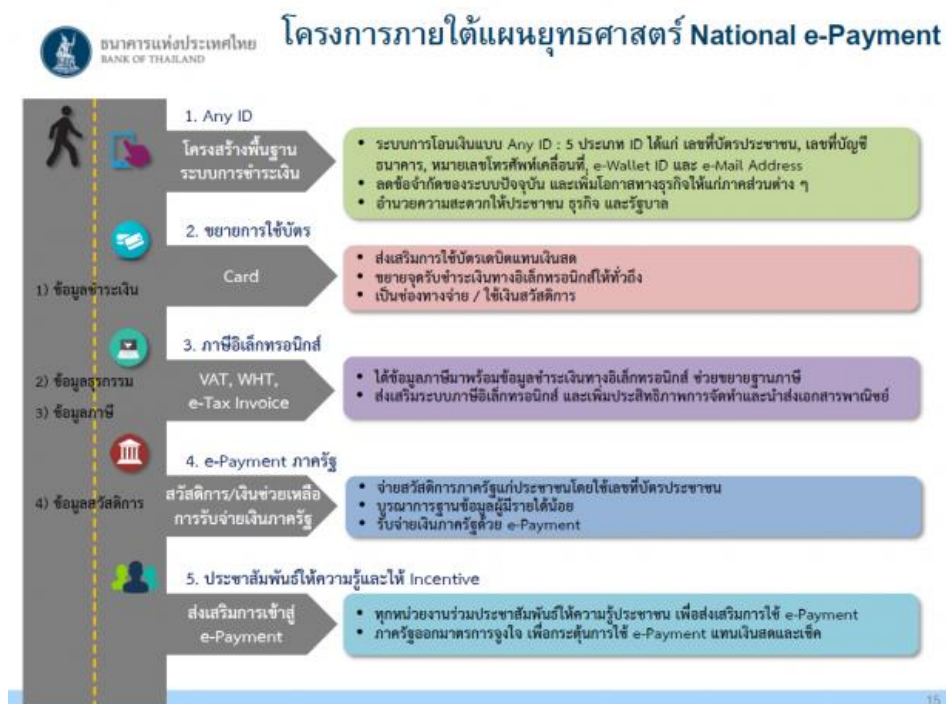 ธนาคารแห่งประเทศไทย
BANK OF THAILAND
โครงการภายใต้แผนยุทธศาสตร์ National e-Payment
1. Any ID
โครงสร้างพื้นฐาน
ระบบการชำระเงิน
• ระบบการโอนเงินแบบ Any ID : 5 ประเภท ID ได้แก่ เลขที่บัตรประชาชน, เลขที่บัญชี
ธนาคาร, หมายเลขโทรศัพท์เคลื่อนที่, e-Wallet ID และ e-Mail Address
• ลดข้อจำกัดของระบบปัจจุบัน และเพิ่มโอกาสทางธุรกิจให้แก่ภาคส่วนต่าง ๆ
• อำนวยความสะดวกให้ประชาชน ธุรกิจ และรัฐบาล
2. ขยายการใช้บัตร
Card
• ส่งเสริมการใช้บัตรเดบิตแทนเงินสด
• ขยายจุดรับชำระเงินทางอิเล็กทรอนิกส์ให้ทั่วถึง
• เป็นช่องทางจ่าย / ใช้เงินสวัสดิการ
1) ข้อมูลชำระเงิน
3. ภาษีอิเล็กทรอนิกส์
VAT, WHT,
e-Tax Invoice
• ได้ข้อมูลภาษีมาพร้อมข้อมูลชำระเงินทางอิเล็กทรอนิกส์ ช่วยขยายฐานภาษี
• ส่งเสริมระบบภาษีอิเล็กทรอนิกส์ และเพิ่มประสิทธิภาพการจัดทำและนำส่งเอกสารพาณิชย์
2) ข้อมูลธุรกรรม
3) ข้อมูลภาษี
4. e-Payment ภาครัฐ
สวัสดิการ/เงินช่วยเหลือ
การรับจ่ายเงินภาครัฐ
• จ่ายสวัสดิการภาครัฐแก่ประชาชนโดยใช้เลขที่บัตรประชาชน
• บูรณาการฐานข้อมูลผู้มีรายได้น้อย
• รับจ่ายเงินภาครัฐด้วย e-Payment
4) ข้อมูลสวัสดิการ
5. ประชาสัมพันธ์ให้ความรู้และให้ Incentive
ส่งเสริมการเข้าสู่
e-Payment
• ทุกหน่วยงานร่วมประชาสัมพันธ์ให้ความรู้ประชาชน เพื่อส่งเสริมการใช้ e-Payment
• ภาครัฐออกมาตรการจูงใจ เพื่อกระตุ้นการใช้ e-Payment แทนเงินสดและเช็ค
15